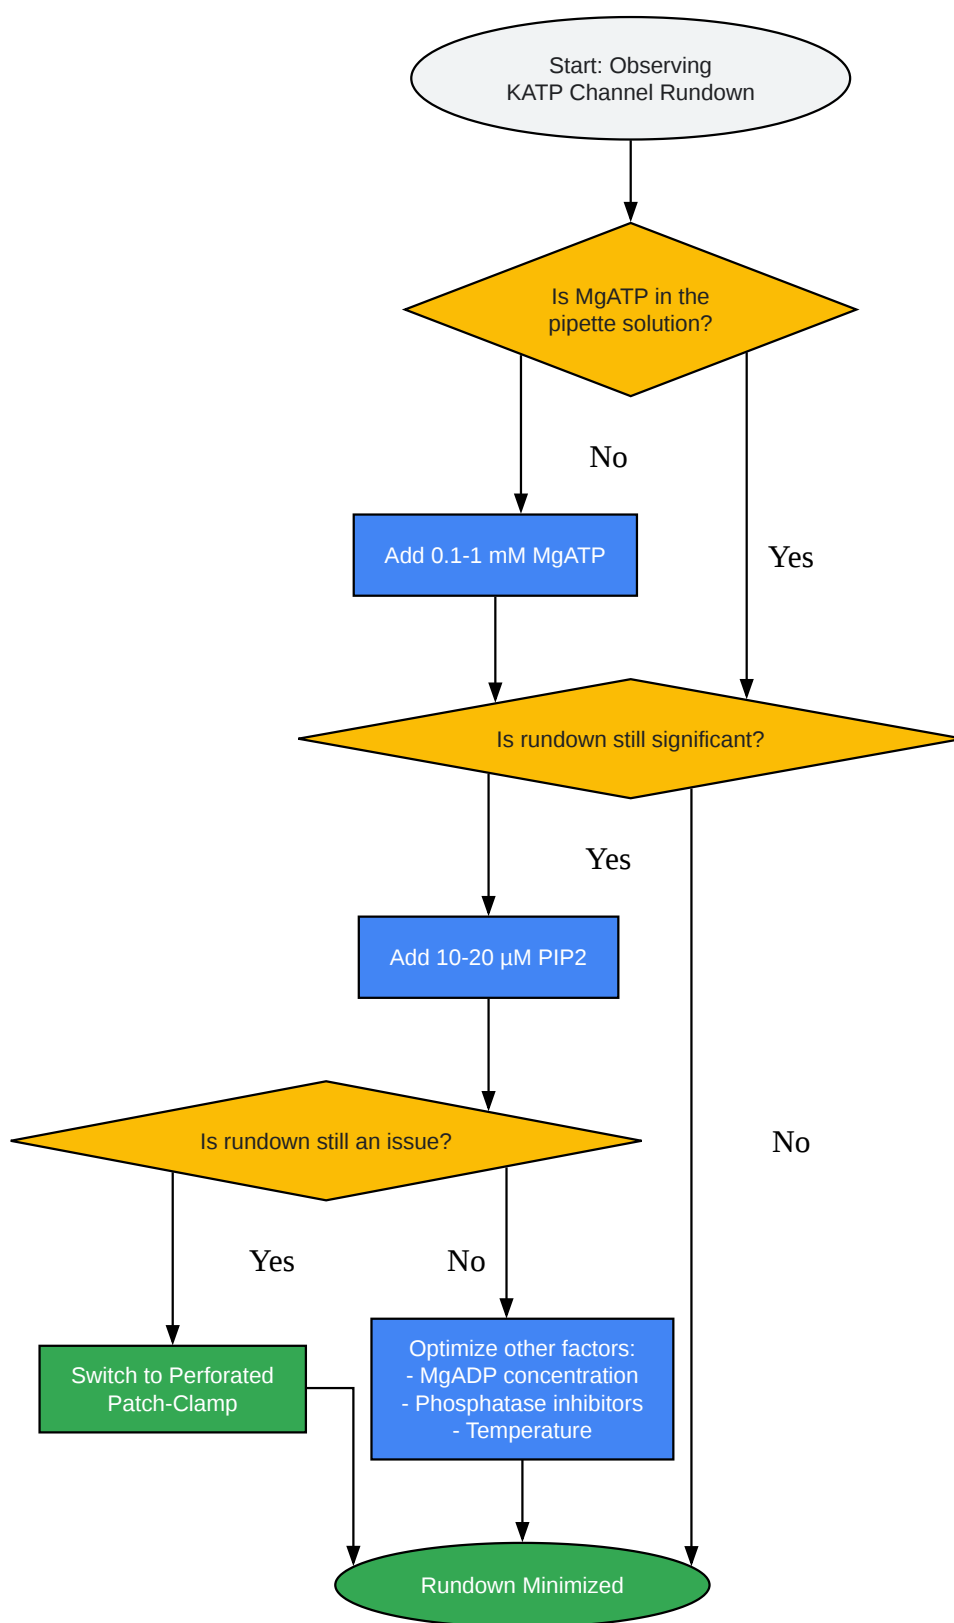 Start: Observing
KATP Channel Rundown
Is MgATP in the
pipette solution?
No
Add 0.1-1 mM MgATP
Yes
Is rundown still significant?
Yes
Add 10-20 µM PIP2
Is rundown still an issue?
No
Yes
No
Switch to Perforated
Patch-Clamp
Optimize other factors:
- MgADP concentration
- Phosphatase inhibitors
- Temperature
Rundown Minimized